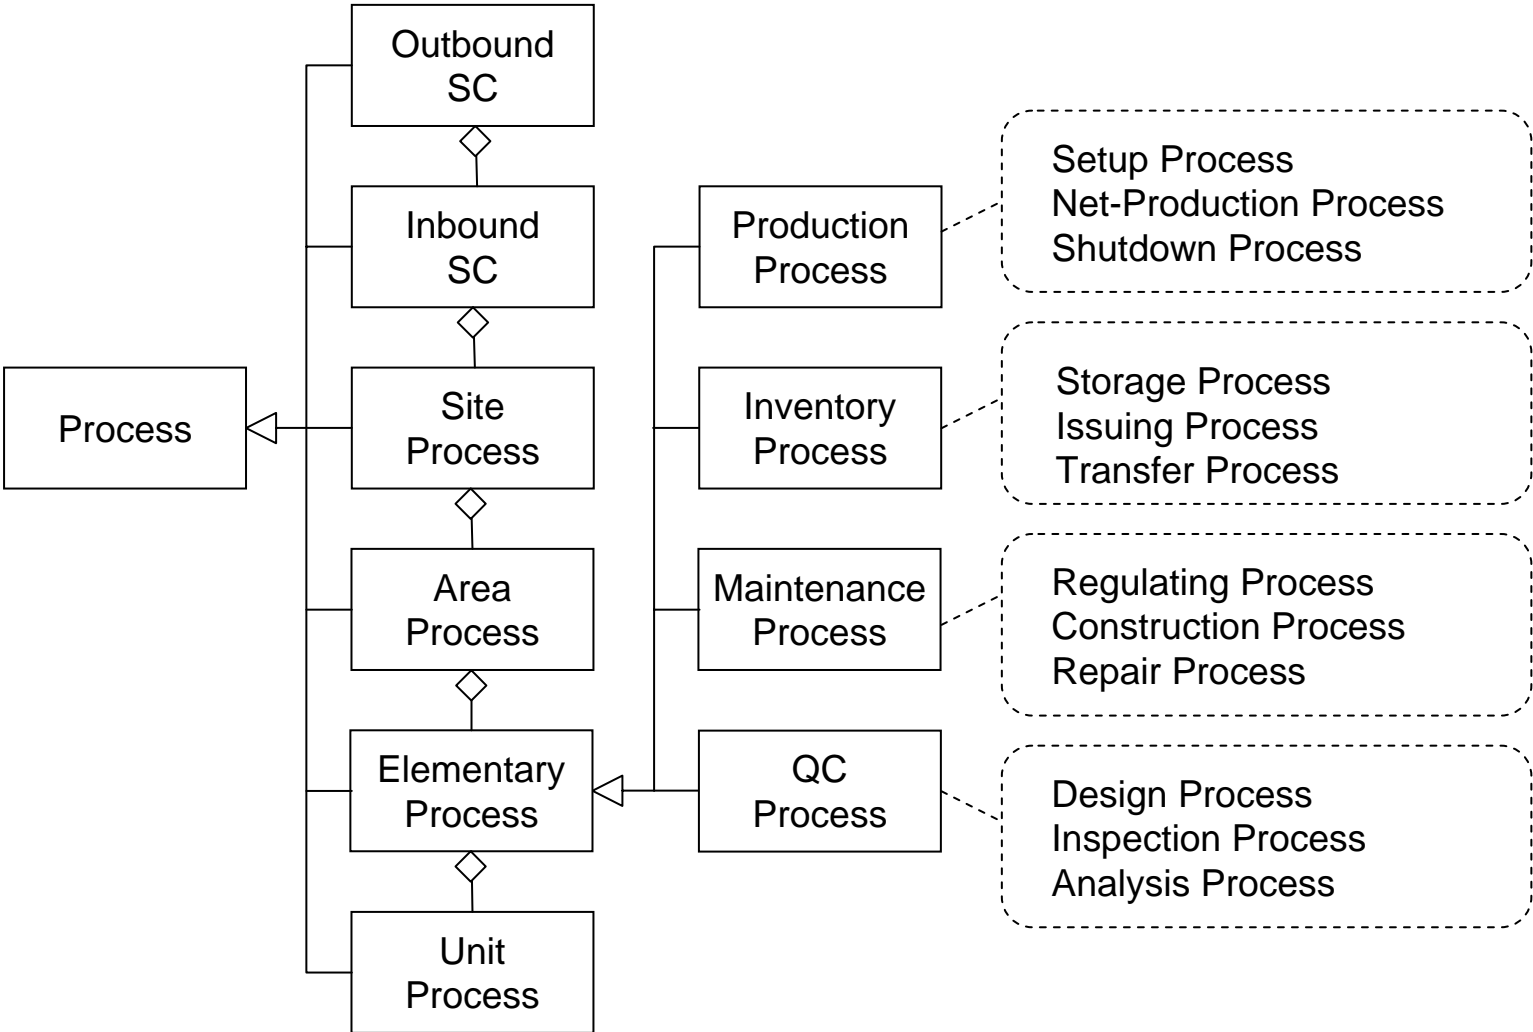 Outbound
SC
Inbound
SC
Site
Process
Area
Process
Elementary
Process
Unit
Process
Process
Production
Process
Inventory
Process
Maintenance
Process
QC
Process
Setup Process
Net-Production Process
Shutdown Process
Storage Process
Issuing Process
Transfer Process
Regulating Process
Construction Process
Repair Process
Design Process
Inspection Process
Analysis Process